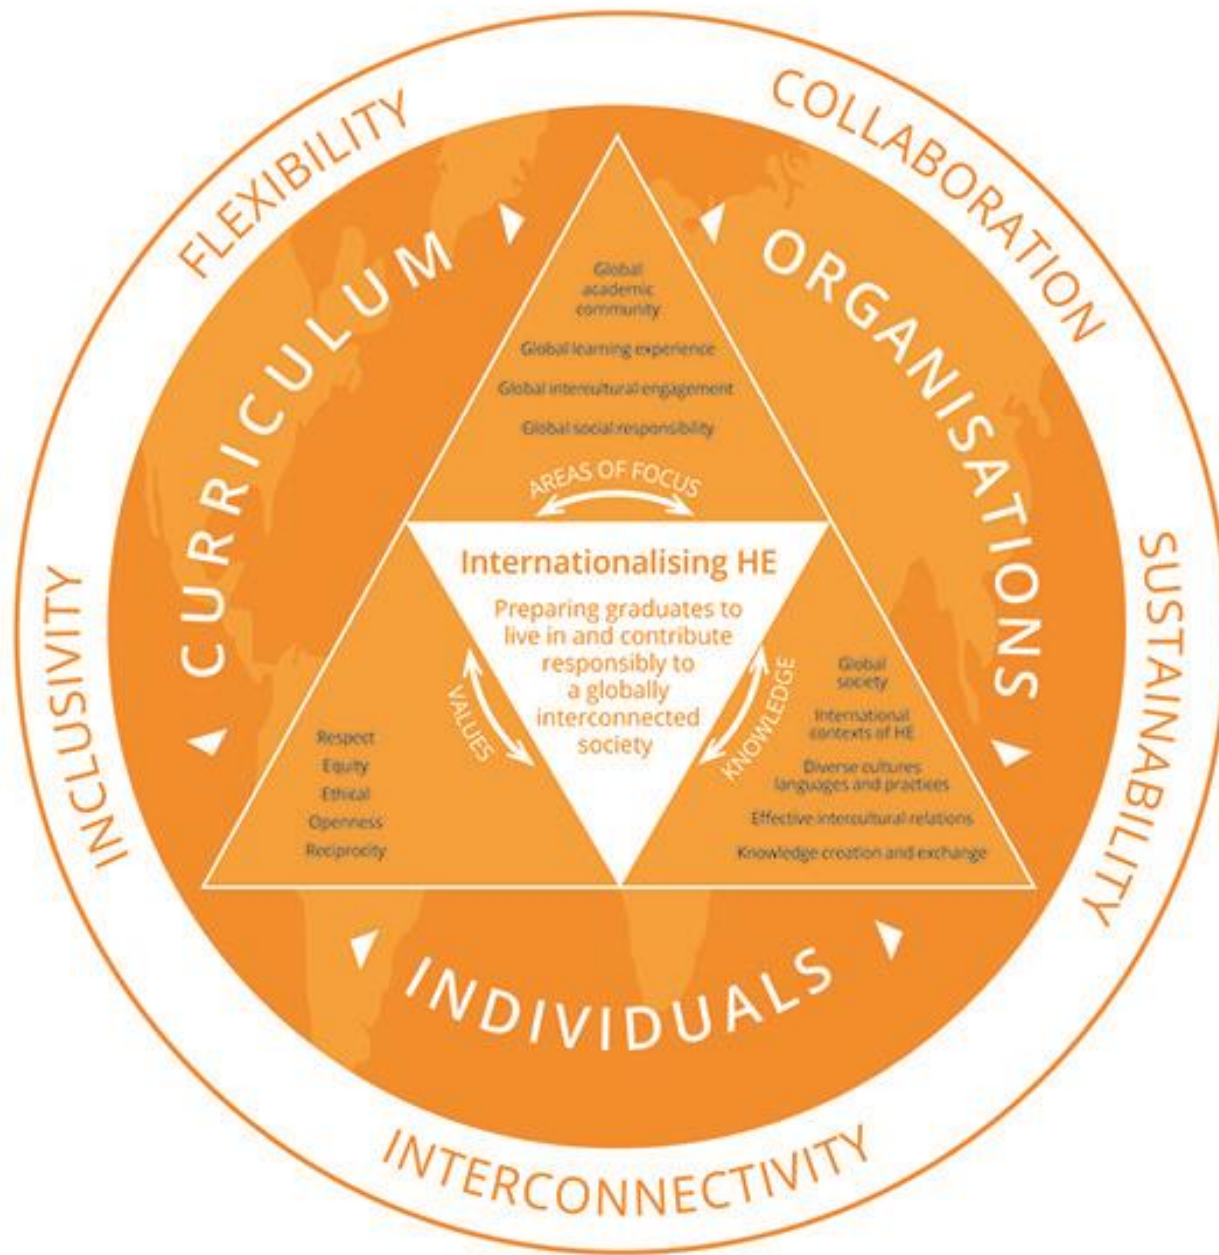 FLEXIBILITY
COLLABORATION
SUSTAINABILITY
INTERCONNECTIVITY
INCLUSIVITY
CURRICULUM
ORGANISATIONS
INDIVIDUALS
Global
academic
community
Global learning experience
Global intercultural engagement
Global social responsibility
AREAS OF FOCUS
Internationalising HE
Preparing graduates to
live in and contribute
responsibly to
a globally
interconnected
society
VALUES
Respect
Equity
Ethical
Openness
Reciprocity
KNOWLEDGE
Global
society
International
contexts of HE
Diverse cultures
languages and practices
Effective intercultural relations
Knowledge creation and exchange